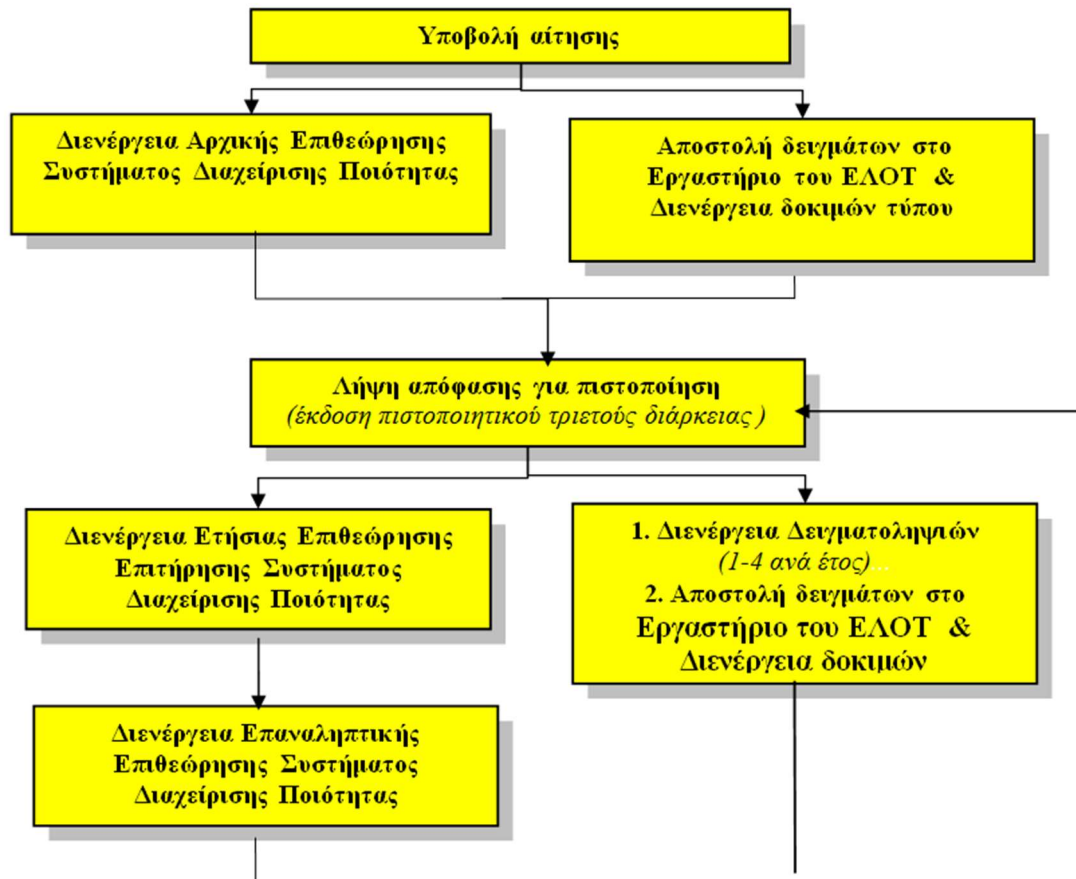 Υποβολή αίτησης
Διενέργεια Αρχικής Επιθεώρησης
Συστήματος Διαχείρισης Ποιότητας
Αποστολή δειγμάτων στο
Εργαστήριο του ΕΛΟΤ &
Διενέργεια δοκιμών τύπου
Λήψη απόφασης για πιστοποίηση
(έκδοση πιστοποιητικού τριετούς διάρκειας )
Διενέργεια Ετήσιας Επιθεώρησης
Επιτήρησης Συστήματος
Διαχείρισης Ποιότητας
1. Διενέργεια Δειγματοληψιών
(1-4 ανά έτος)...
2. Αποστολή δειγμάτων στο
Εργαστήριο του ΕΛΟΤ &
Διενέργεια δοκιμών
Διενέργεια Επαναληπτικής
Επιθεώρησης Συστήματος
Διαχείρισης Ποιότητας